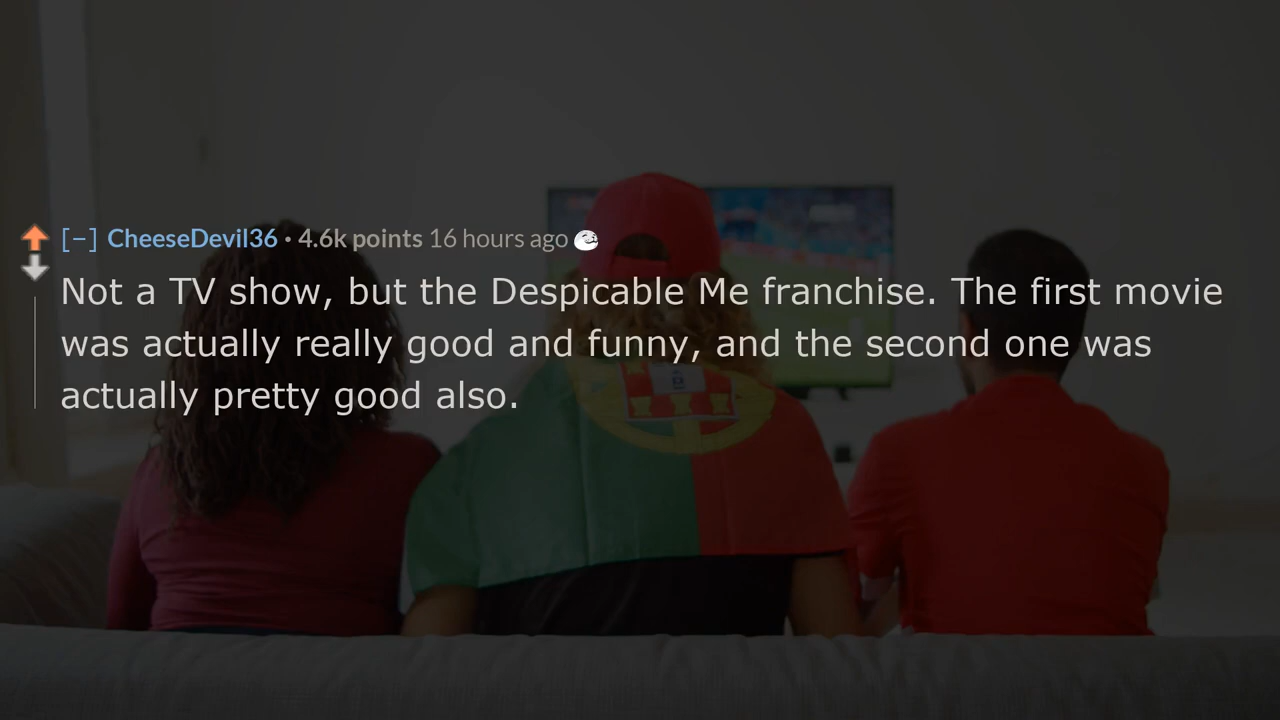 [–] CheeseDevil36 • 4.6k points 16 hours ago
Not a TV show, but the Despicable Me franchise. The first movie
was actually really good and funny, and the second one was
actually pretty good also.